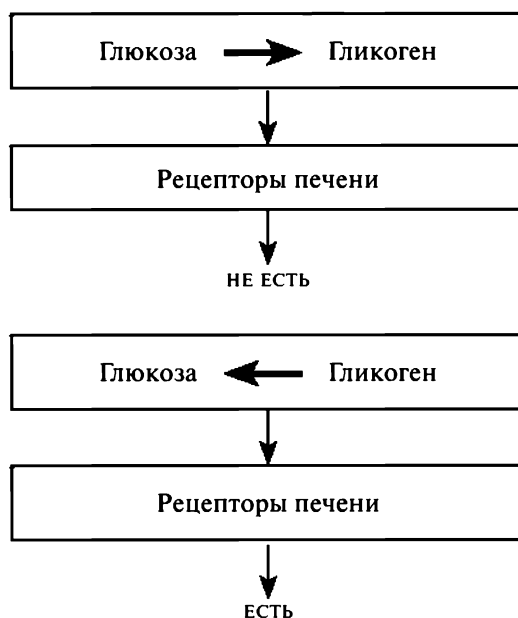 Глюкоза Гликоген
Рецепторы печени
НЕ ЕСТЬ
Глюкоза Гликоген
Рецепторы печени
ЕСТЬ